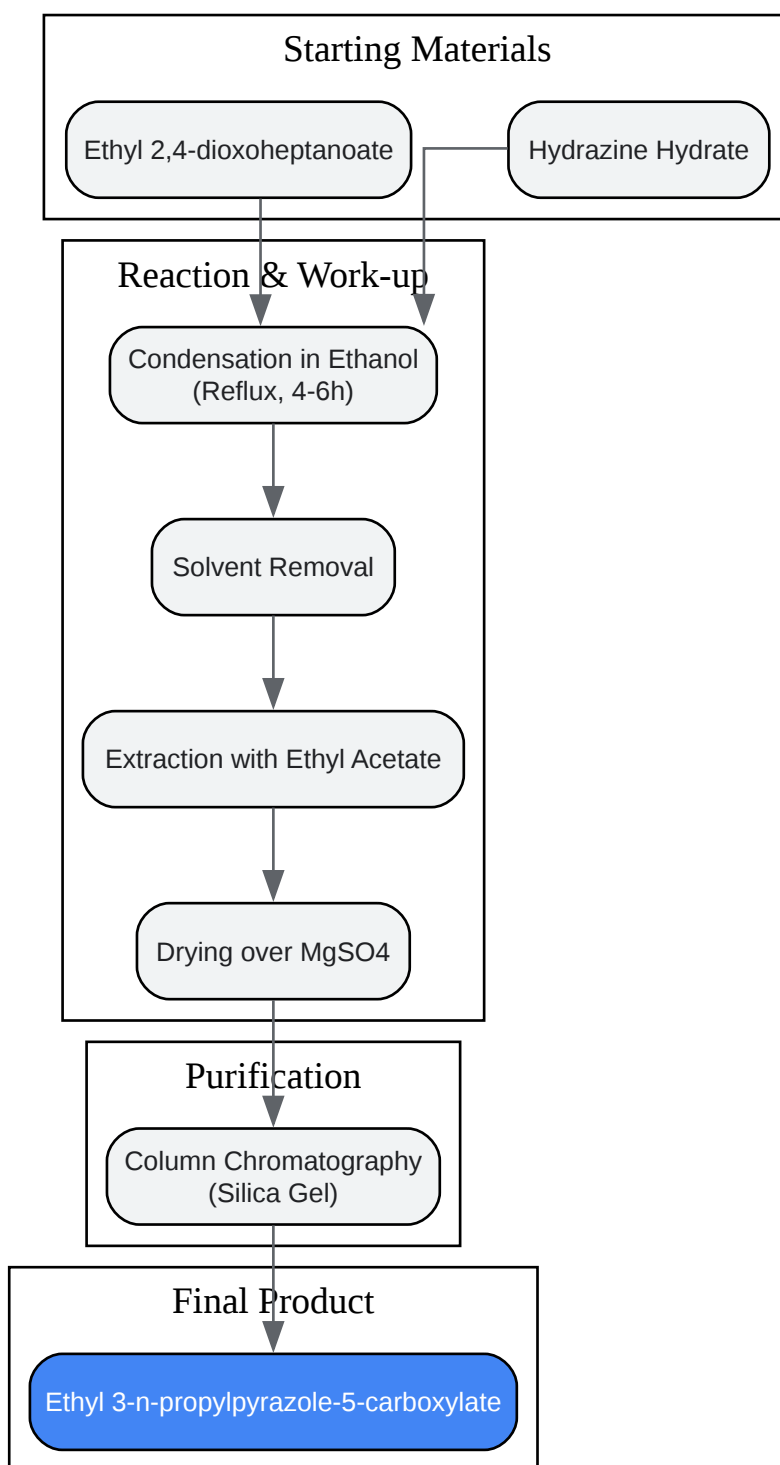 Starting Materials
Ethyl 2,4-dioxoheptanoate
Hydrazine Hydrate
Reaction & Work-up
Condensation in Ethanol
(Reflux, 4-6h)
Solvent Removal
Extraction with Ethyl Acetate
Drying over MgSO4
Purification
Column Chromatography
(Silica Gel)
Final Product
Ethyl 3-n-propylpyrazole-5-carboxylate